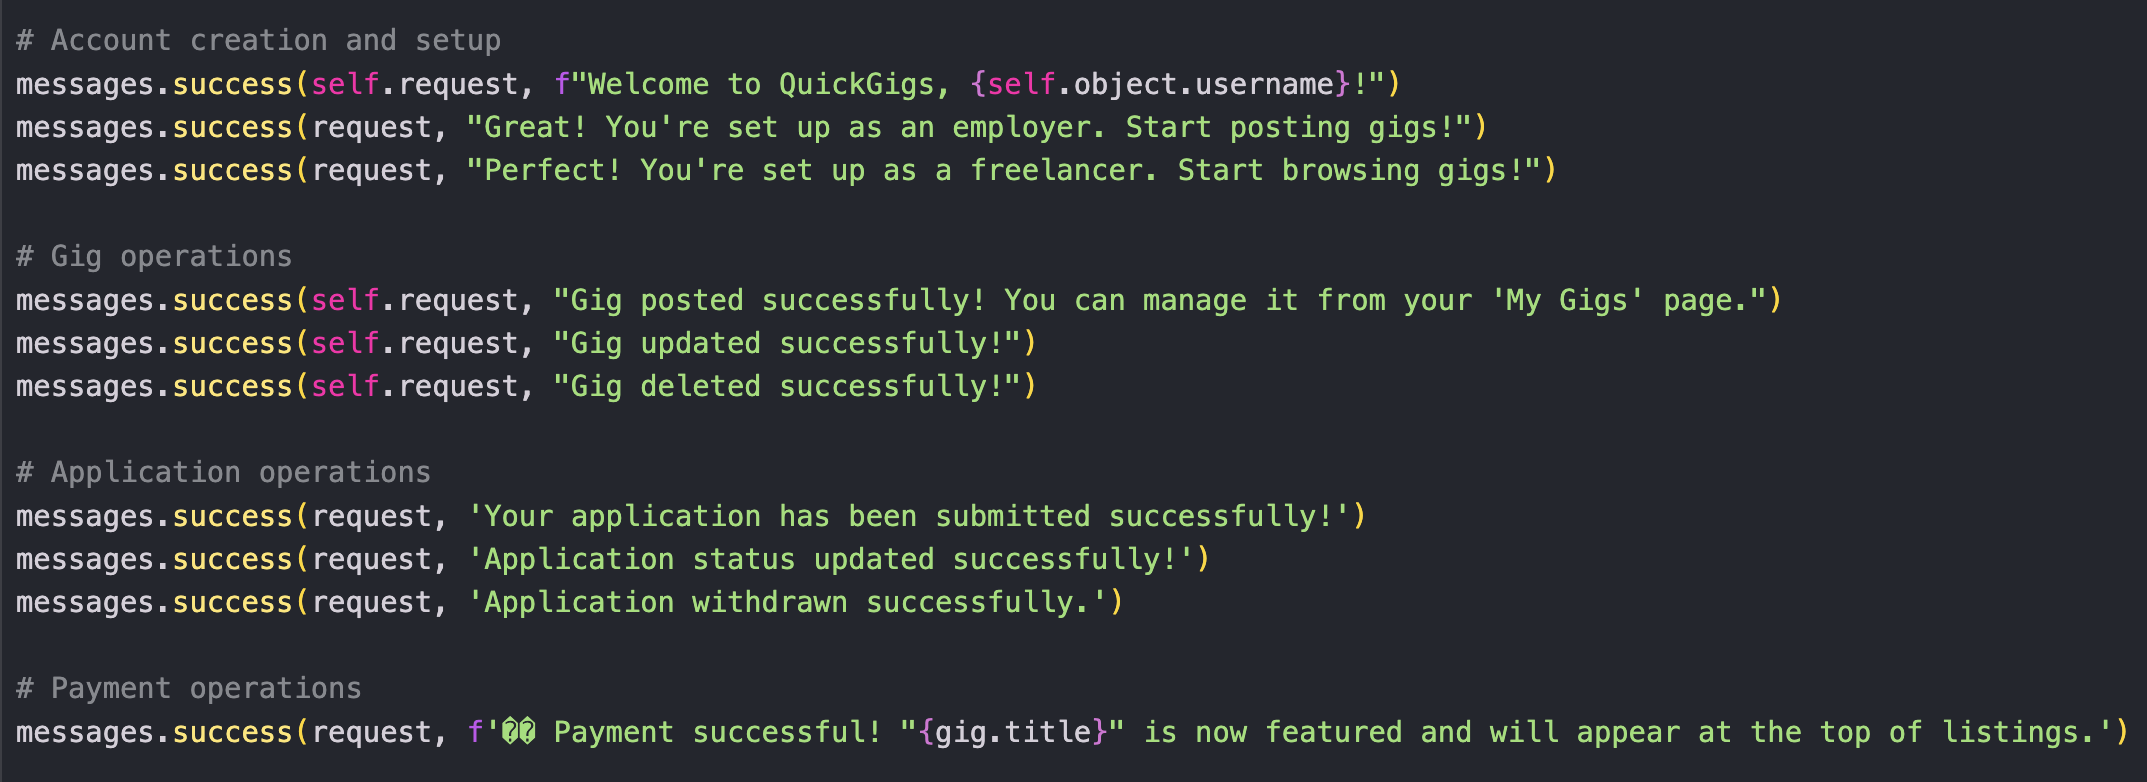 # Account creation and setup
messages.success(self.request, f"Welcome to QuickGigs, {self.object.username}!")
messages.success(request, "Great! You're set up as an employer. Start posting gigs!")
messages.success(request, "Perfect! You're set up as a freelancer. Start browsing gigs!")
# Gig operations
messages.success(self.request, "Gig posted successfully! You can manage it from your 'My Gigs' page.")
messages.success(self.request, "Gig updated successfully!")
messages.success(self.request, "Gig deleted successfully!")
# Application operations
messages.success(request, 'Your application has been submitted successfully!')
messages.success(request, 'Application status updated successfully!')
messages.success(request, 'Application withdrawn successfully.')
# Payment operations
messages.success(request, f'�� Payment successful! "{gig.title}" is now featured and will appear at the top of listings.')